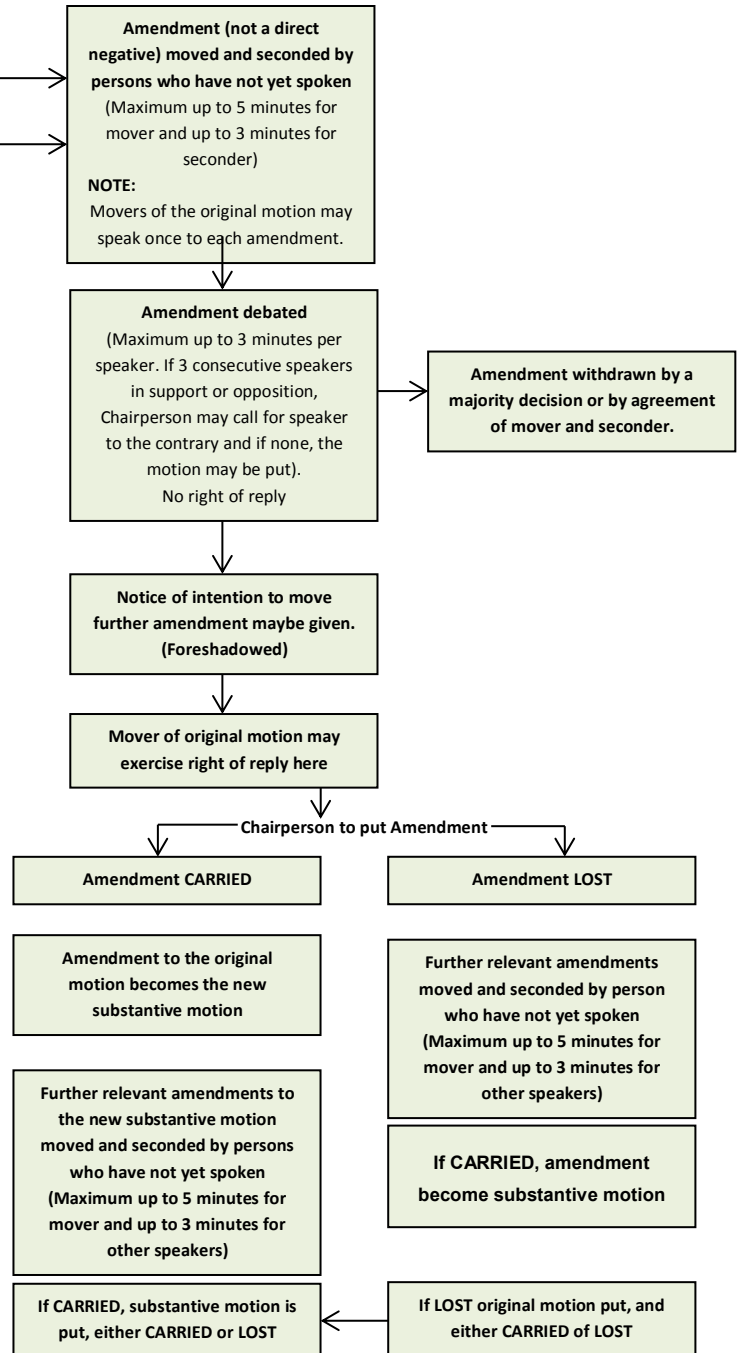 Amendment (not a direct
negative) moved and seconded by
persons who have not yet spoken
(Maximum up to 5 minutes for
mover and up to 3 minutes for
seconder)
NOTE:
Movers of the original motion may
speak once to each amendment.
Amendment debated
(Maximum up to 3 minutes per
speaker. If 3 consecutive speakers
in support or opposition,
Chairperson may call for speaker
to the contrary and if none, the
motion may be put).
No right of reply
Amendment withdrawn by a
majority decision or by agreement
of mover and seconder.
Notice of intention to move
further amendment maybe given.
(Foreshadowed)
Mover of original motion may
exercise right of reply here
Chairperson to put Amendment
Amendment CARRIED
Amendment to the original
motion becomes the new
substantive motion
Further relevant amendments to
the new substantive motion
moved and seconded by persons
who have not yet spoken
(Maximum up to 5 minutes for
mover and up to 3 minutes for
other speakers)
If CARRIED, substantive motion is
put, either CARRIED or LOST
Amendment LOST
Further relevant amendments
moved and seconded by person
who have not yet spoken
(Maximum up to 5 minutes for
mover and up to 3 minutes for
other speakers)
If CARRIED, amendment
become substantive motion
If LOST original motion put, and
either CARRIED of LOST